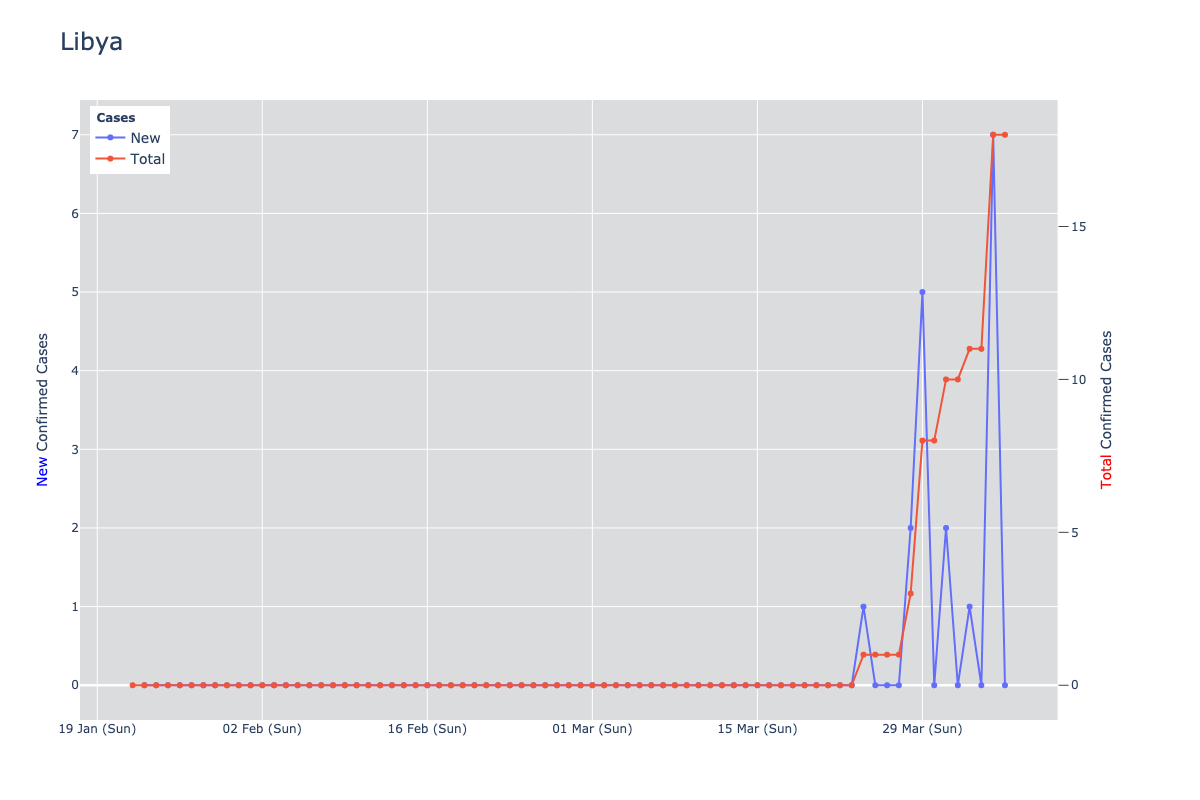 Libya
Cases
New
Total
7
6
5
4
3
2
1
0
New Confirmed Cases
15
10
5
0
Total Confirmed Cases
19 Jan (Sun)
02 Feb (Sun)
16 Feb (Sun)
01 Mar (Sun)
15 Mar (Sun)
29 Mar (Sun)